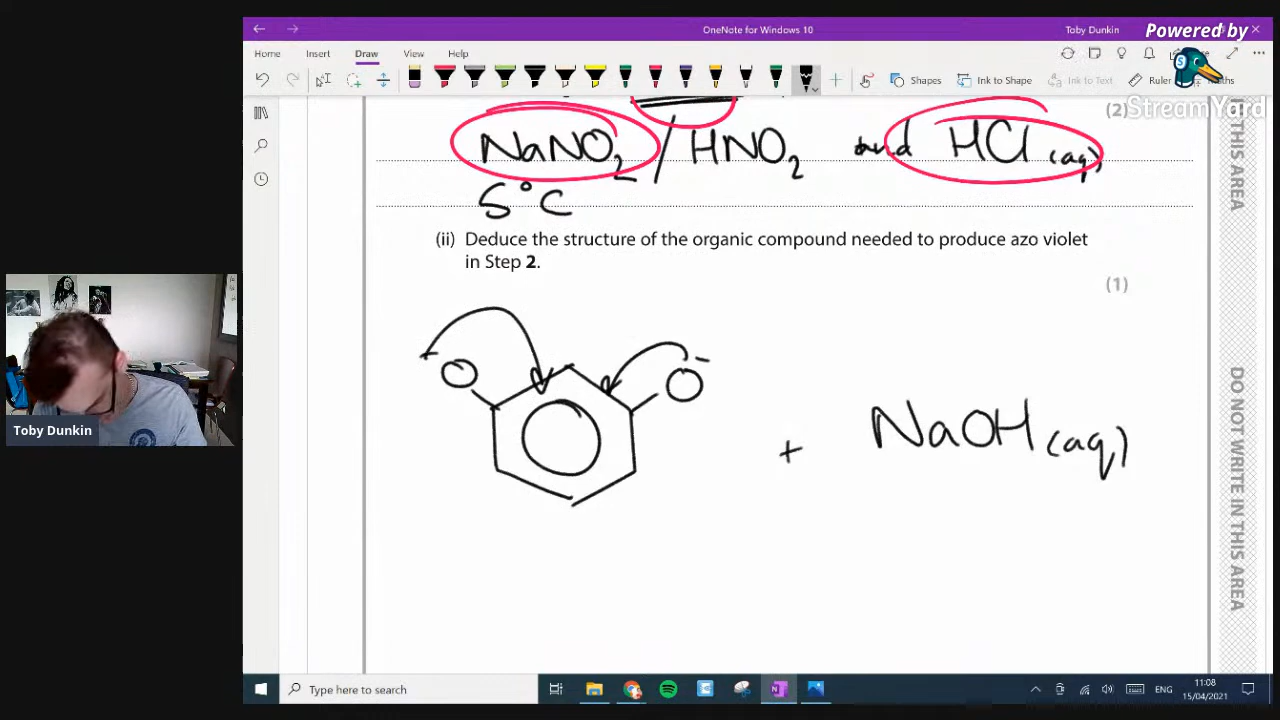 OneNote for Windows 10
Toby Dunkin
Powered by
StreamYard
Home Insert Draw View Help
Shapes Ink to Shape Ink to Text Ruler
(2)
NaNO₂ / HNO₂ and HCl (aq)
5°C
(ii) Deduce the structure of the organic compound needed to produce azo violet
in Step 2.
(1)
O O⁻
+ NaOH (aq)
IN THIS AREA
DO NOT WRITE IN THIS AREA
Toby Dunkin
Type here to search
ENG
11:08
15/04/2021